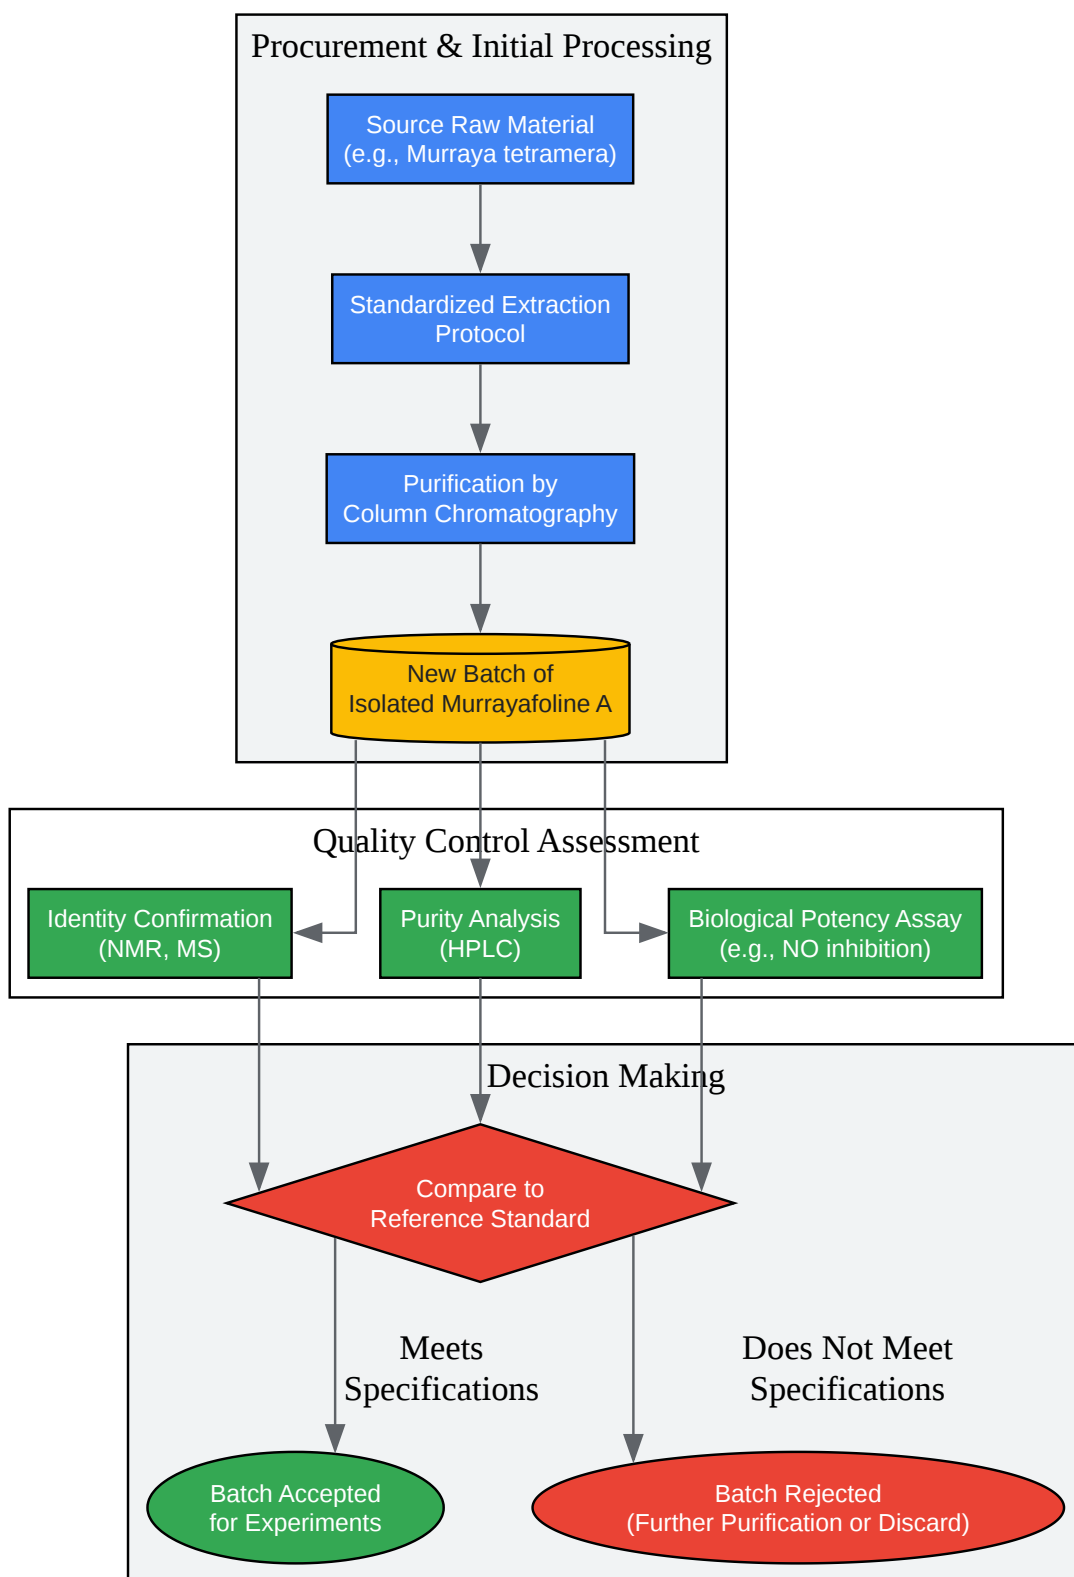 Procurement & Initial Processing
Source Raw Material
(e.g., Murraya tetramera)
Standardized Extraction
Protocol
Purification by
Column Chromatography
New Batch of
Isolated Murrayafoline A
Quality Control Assessment
Identity Confirmation
(NMR, MS)
Purity Analysis
(HPLC)
Biological Potency Assay
(e.g., NO inhibition)
Decision Making
Compare to
Reference Standard
Meets
Specifications
Does Not Meet
Specifications
Batch Accepted
for Experiments
Batch Rejected
(Further Purification or Discard)